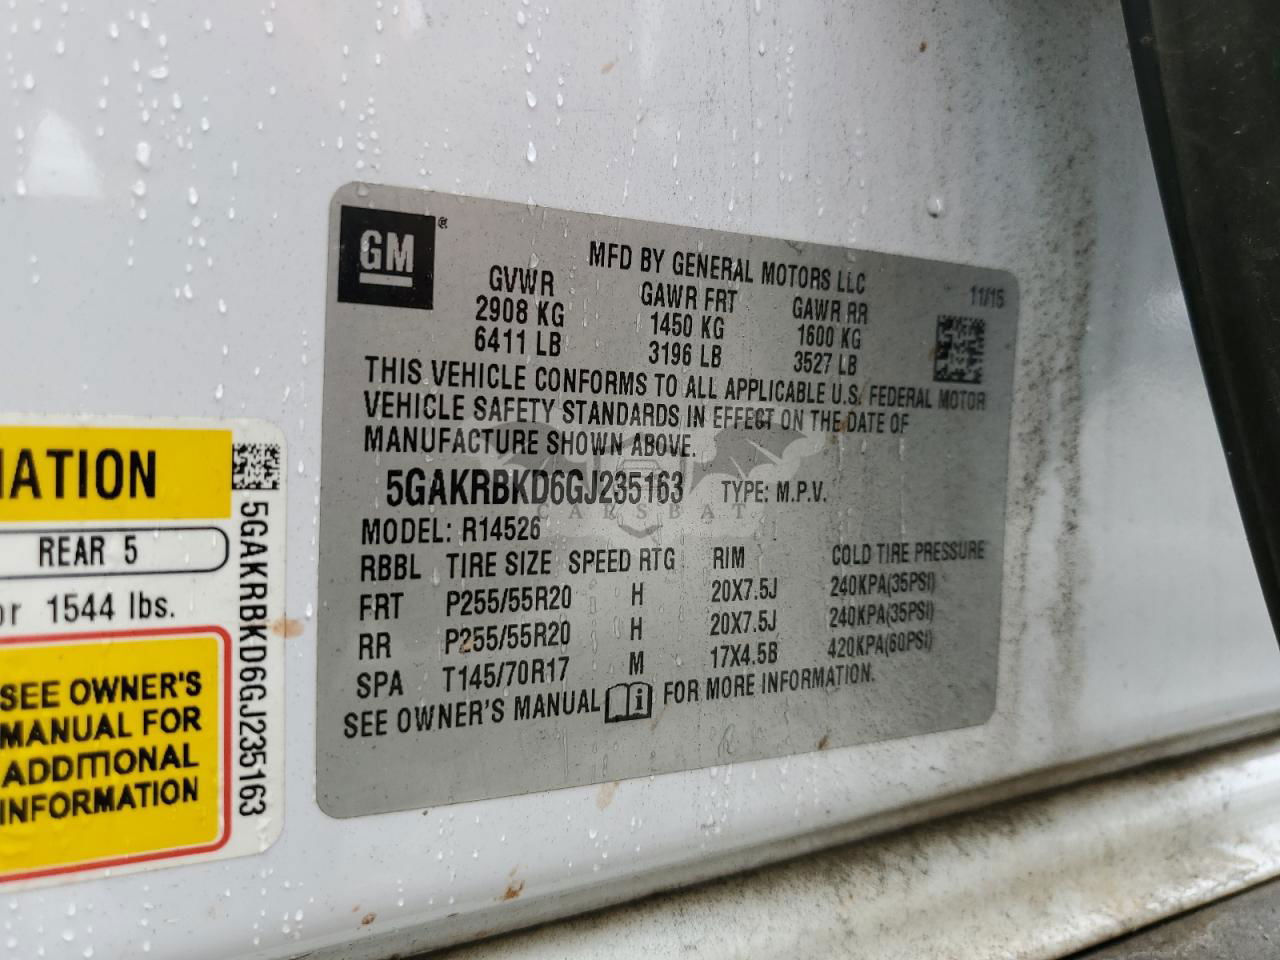 GM
®
MFD BY GENERAL MOTORS LLC
11/15
GVWR GAWR FRT GAWR RR
2908 KG 1450 KG 1600 KG
6411 LB 3196 LB 3527 LB
THIS VEHICLE CONFORMS TO ALL APPLICABLE U.S. FEDERAL MOTOR
VEHICLE SAFETY STANDARDS IN EFFECT ON THE DATE OF
MANUFACTURE SHOWN ABOVE.
5GAKRBKD6GJ235163 TYPE: M.P.V.
CARSBAT
MODEL: R14526
RBBL TIRE SIZE SPEED RTG RIM COLD TIRE PRESSURE
FRT P255/55R20 H 20X7.5J 240KPA(35PSI)
RR P255/55R20 H 20X7.5J 240KPA(35PSI)
SPA T145/70R17 M 17X4.5B 420KPA(60PSI)
SEE OWNER'S MANUAL i FOR MORE INFORMATION.
MATION
REAR 5
or 1544 lbs.
SEE OWNER'S
MANUAL FOR
ADDITIONAL
INFORMATION
5GAKRBKD6GJ235163